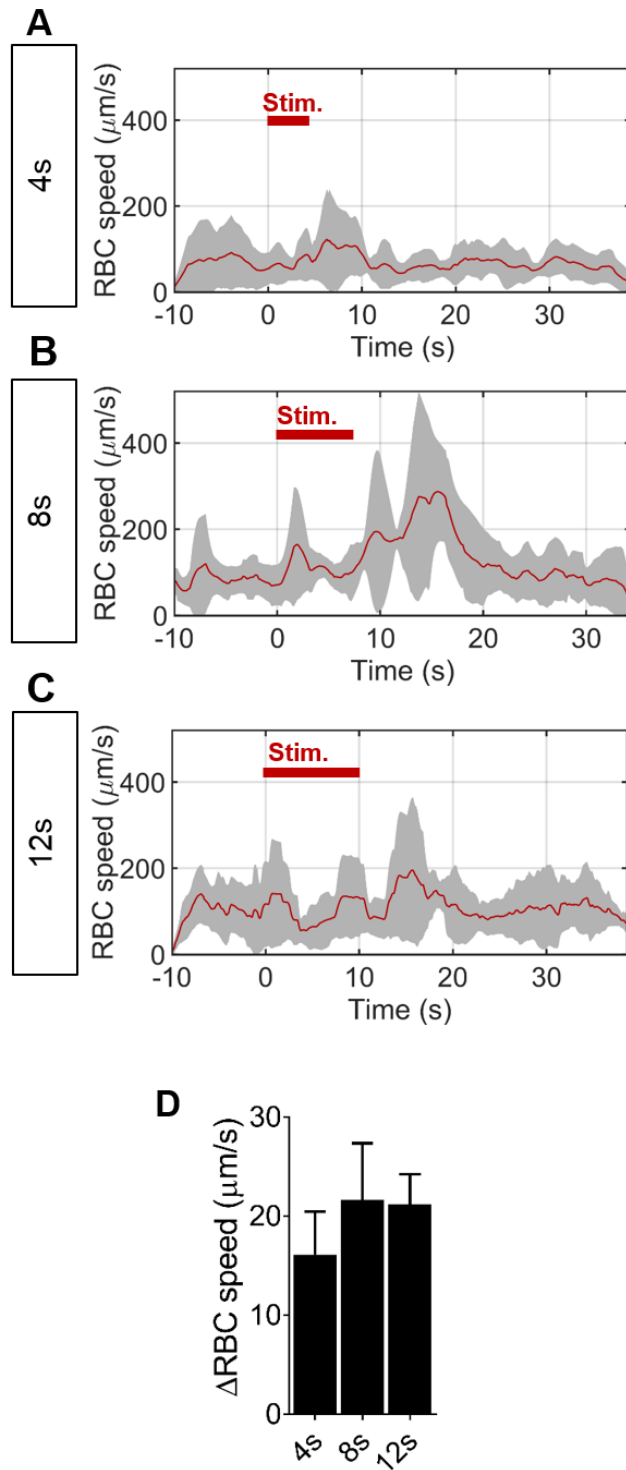 A
4s
RBC speed (μm/s)
400
200
0
Stim.
-10 0 10 20 30
Time (s)
B
8s
RBC speed (μm/s)
400
200
0
Stim.
-10 0 10 20 30
Time (s)
C
12s
RBC speed (μm/s)
400
200
0
Stim.
-10 0 10 20 30
Time (s)
D
ΔRBC speed (μm/s)
30
20
10
0
4s 8s 12s